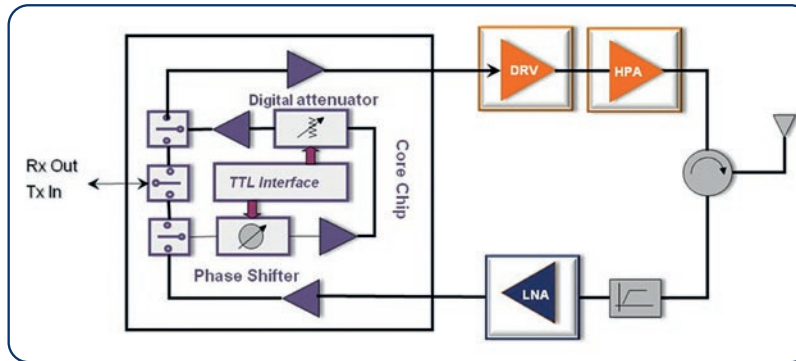 DRV
HPA
Digital attenuator
Core Chip
Rx Out
Tx In
TTL Interface
Phase Shifter
LNA